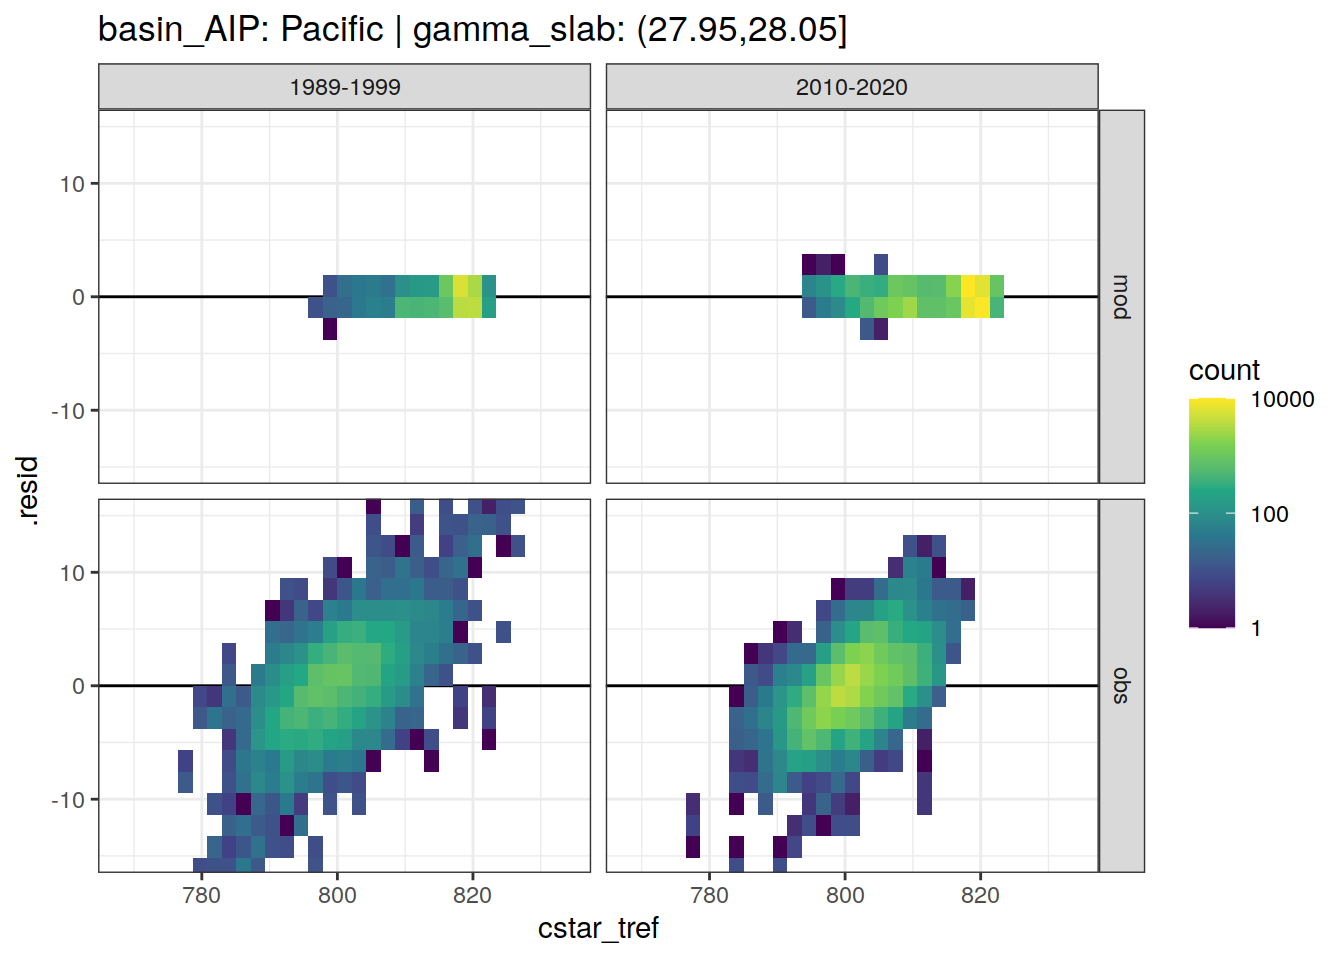 basin_AIP: Pacific | gamma_slab: (27.95,28.05]
1989-1999
2010-2020
10
0
-10
mod
10
0
-10
obs
.resid
780
800
820
780
800
820
cstar_tref
count
10000
100
1